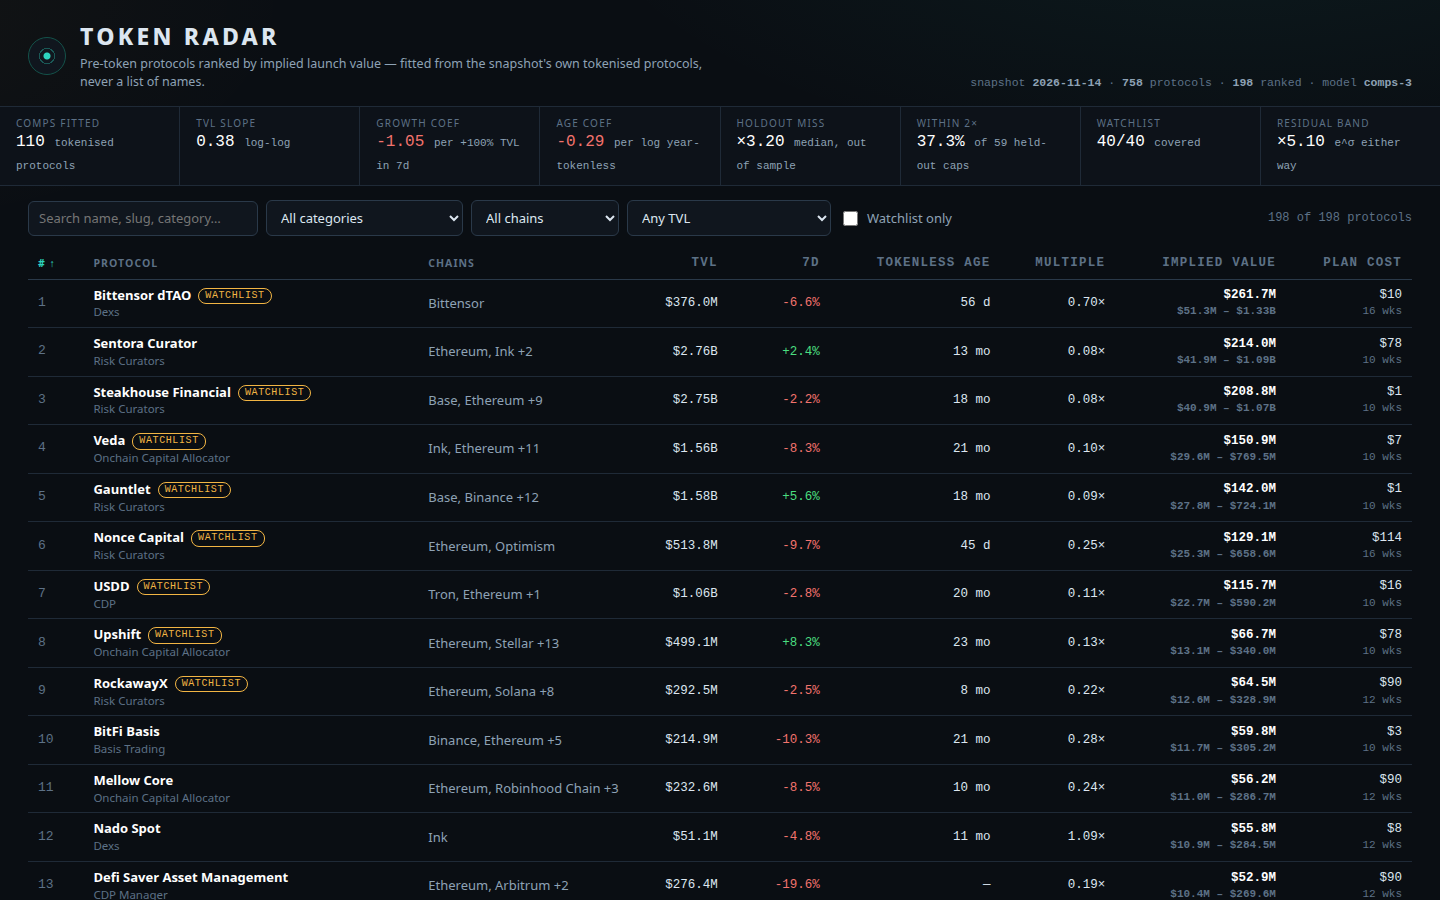 TOKEN RADAR
Pre-token protocols ranked by implied launch value — fitted from the snapshot's own tokenised protocols,
never a list of names.
snapshot 2026-11-14 · 758 protocols · 198 ranked · model comps-3
COMPS FITTED
110 tokenised
protocols
TVL SLOPE
0.38 log-log
GROWTH COEF
-1.05 per +100% TVL
in 7d
AGE COEF
-0.29 per log year-
tokenless
HOLDOUT MISS
×3.20 median, out
of sample
WITHIN 2×
37.3% of 59 held-
out caps
WATCHLIST
40/40 covered
RESIDUAL BAND
×5.10 e^σ either
way
Search name, slug, category... All categories All chains Any TVL Watchlist only 198 of 198 protocols
# ↑ PROTOCOL CHAINS TVL 7D TOKENLESS AGE MULTIPLE IMPLIED VALUE PLAN COST
1 Bittensor dTAO WATCHLIST Bittensor $376.0M -6.6% 56 d 0.70× $261.7M $10
Dexs $51.3M – $1.33B 16 wks
2 Sentora Curator Ethereum, Ink +2 $2.76B +2.4% 13 mo 0.08× $214.0M $78
Risk Curators $41.9M – $1.09B 10 wks
3 Steakhouse Financial WATCHLIST Base, Ethereum +9 $2.75B -2.2% 18 mo 0.08× $208.8M $1
Risk Curators $40.9M – $1.07B 10 wks
4 Veda WATCHLIST Ink, Ethereum +11 $1.56B -8.3% 21 mo 0.10× $150.9M $7
Onchain Capital Allocator $29.6M – $769.5M 10 wks
5 Gauntlet WATCHLIST Base, Binance +12 $1.58B +5.6% 18 mo 0.09× $142.0M $1
Risk Curators $27.8M – $724.1M 10 wks
6 Nonce Capital WATCHLIST Ethereum, Optimism $513.8M -9.7% 45 d 0.25× $129.1M $114
Risk Curators $25.3M – $658.6M 16 wks
7 USDD WATCHLIST Tron, Ethereum +1 $1.06B -2.8% 20 mo 0.11× $115.7M $16
CDP $22.7M – $590.2M 10 wks
8 Upshift WATCHLIST Ethereum, Stellar +13 $499.1M +8.3% 23 mo 0.13× $66.7M $78
Onchain Capital Allocator $13.1M – $340.0M 10 wks
9 RockawayX WATCHLIST Ethereum, Solana +8 $292.5M -2.5% 8 mo 0.22× $64.5M $90
Risk Curators $12.6M – $328.9M 12 wks
10 BitFi Basis Binance, Ethereum +5 $214.9M -10.3% 21 mo 0.28× $59.8M $3
Basis Trading $11.7M – $305.2M 10 wks
11 Mellow Core Ethereum, Robinhood Chain +3 $232.6M -8.5% 10 mo 0.24× $56.2M $90
Onchain Capital Allocator $11.0M – $286.7M 12 wks
12 Nado Spot Ink $51.1M -4.8% 11 mo 1.09× $55.8M $8
Dexs $10.9M – $284.5M 12 wks
13 Defi Saver Asset Management Ethereum, Arbitrum +2 $276.4M -19.6% — 0.19× $52.9M $90
CDP Manager $10.4M – $269.6M 12 wks